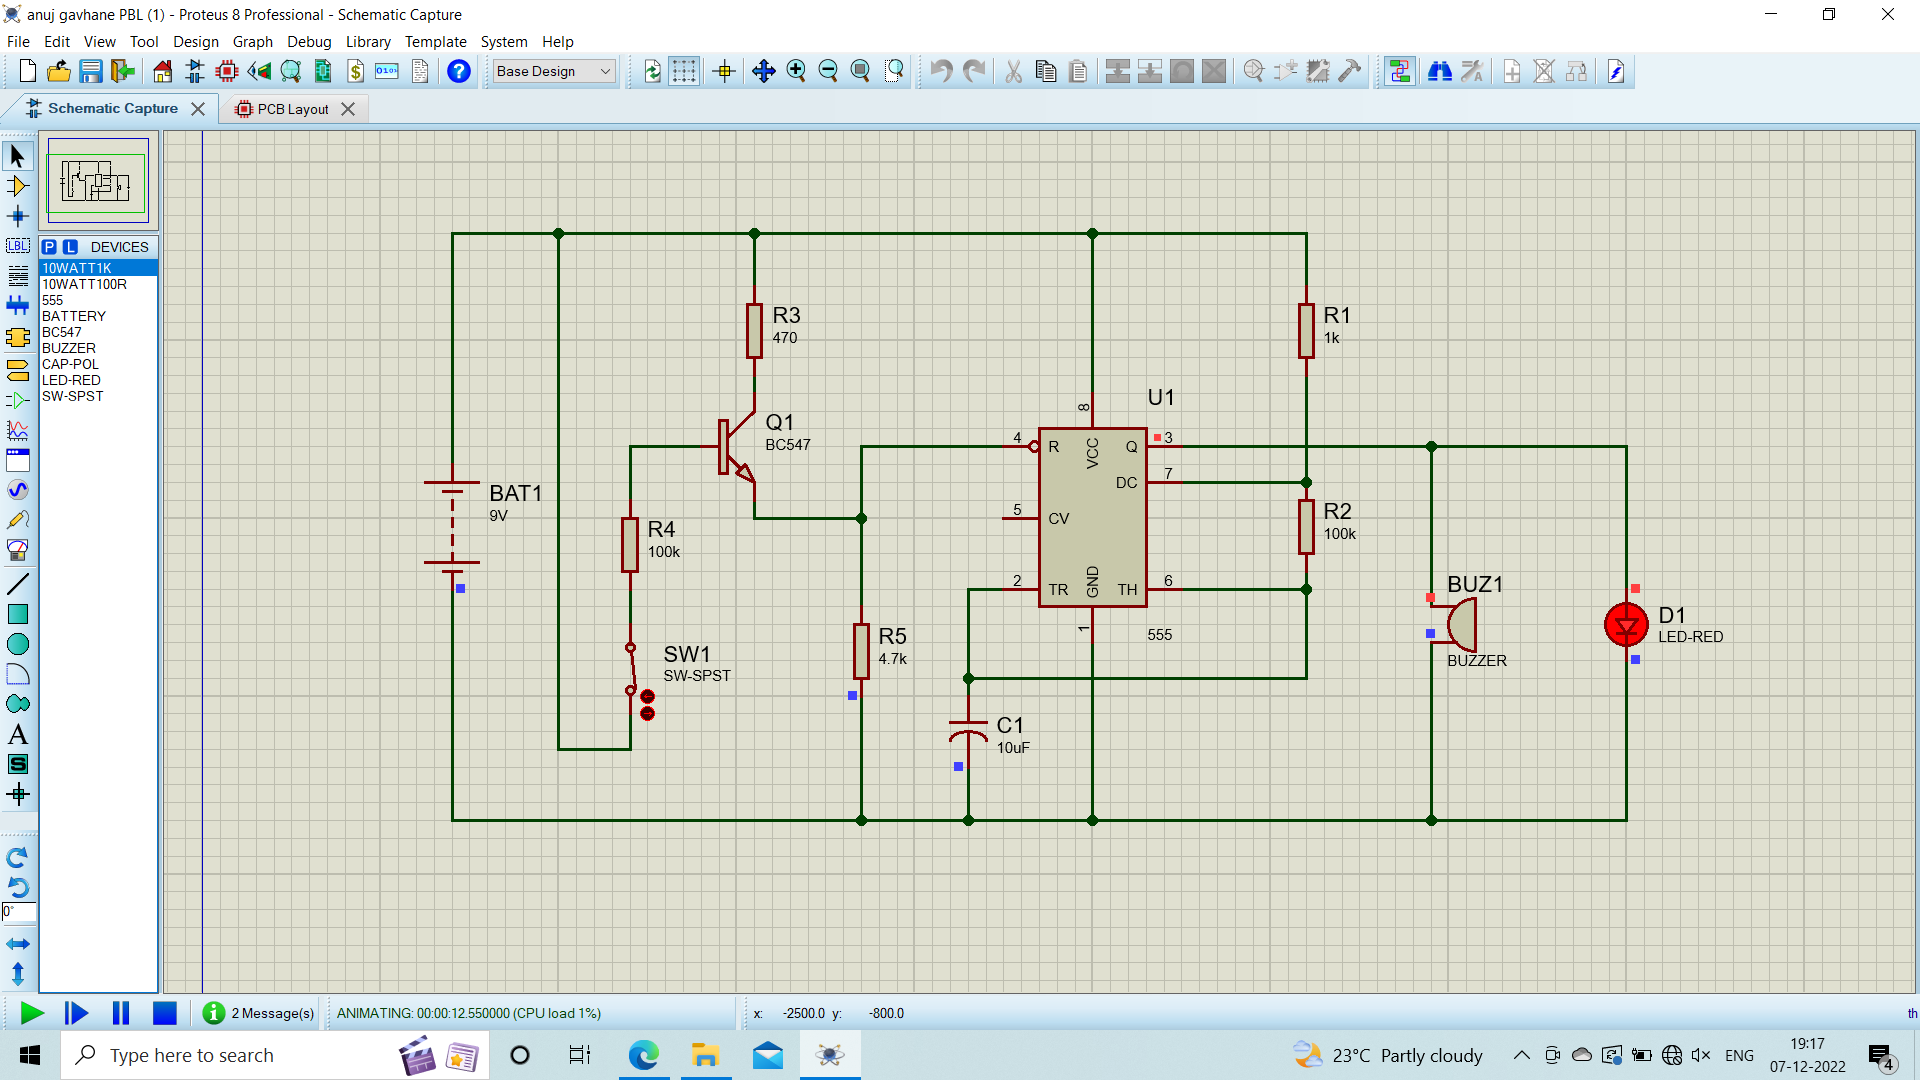 anuj gavhane PBL (1) - Proteus 8 Professional - Schematic Capture
File Edit View Tool Design Graph Debug Library Template System Help
Base Design
Schematic Capture
PCB Layout
P L DEVICES
10WATT1K
10WATT100R
555
BATTERY
BC547
BUZZER
CAP-POL
LED-RED
SW-SPST
LBL
A
S
0°
R3
470
R1
1k
U1
8
Q1
BC547
4 R VCC Q 3
DC 7
BAT1
9V
5 CV
R2
100k
R4
100k
2 TR GND TH 6
1
555
BUZ1
BUZZER
D1
LED-RED
R5
4.7k
SW1
SW-SPST
C1
10uF
2 Message(s)
ANIMATING: 00:00:12.550000 (CPU load 1%)
x: -2500.0 y: -800.0
th
Type here to search
23°C Partly cloudy
ENG
19:17
07-12-2022
4